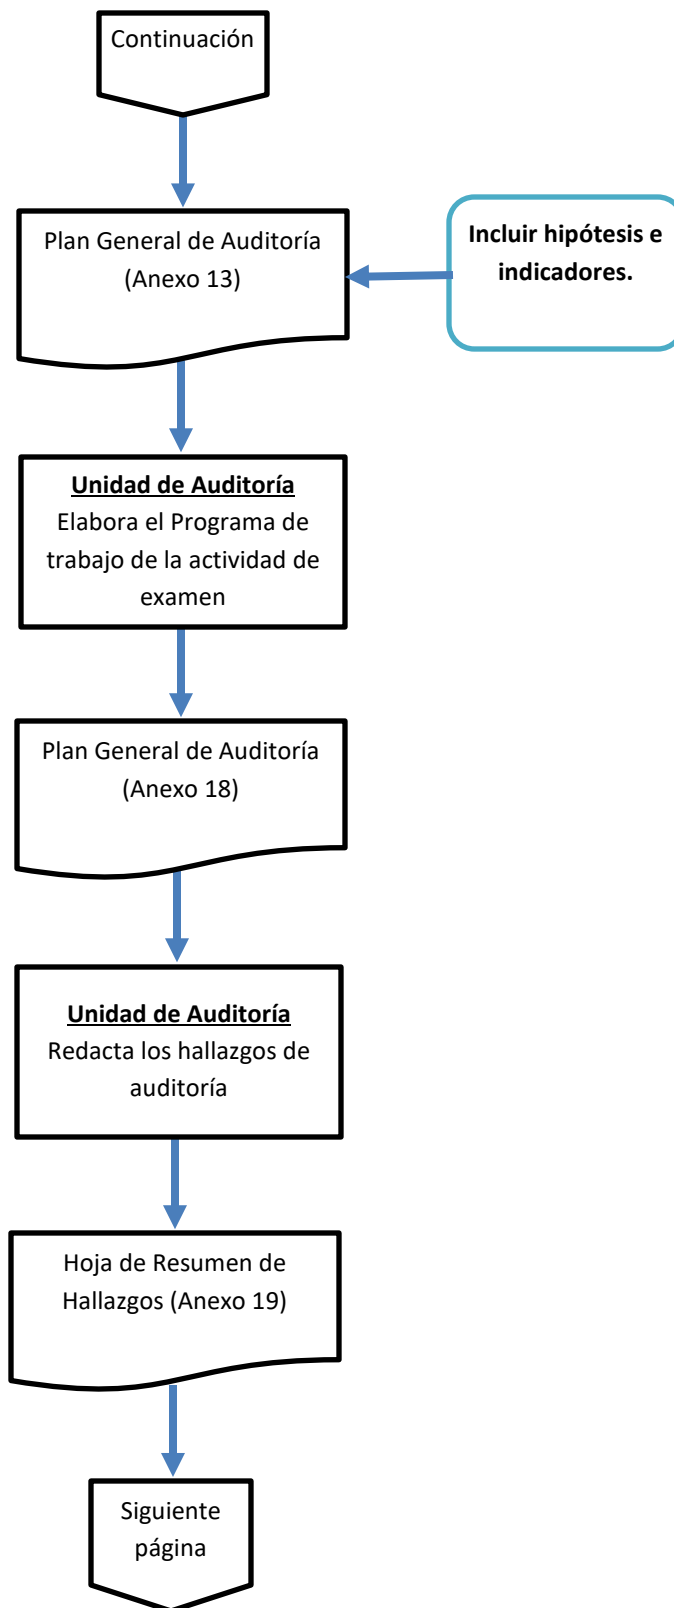 Continuación
Plan General de Auditoría
(Anexo 13)
Incluir hipótesis e
indicadores.
Unidad de Auditoría
Elabora el Programa de
trabajo de la actividad de
examen
Plan General de Auditoría
(Anexo 18)
Unidad de Auditoría
Redacta los hallazgos de
auditoría
Hoja de Resumen de
Hallazgos (Anexo 19)
Siguiente
página